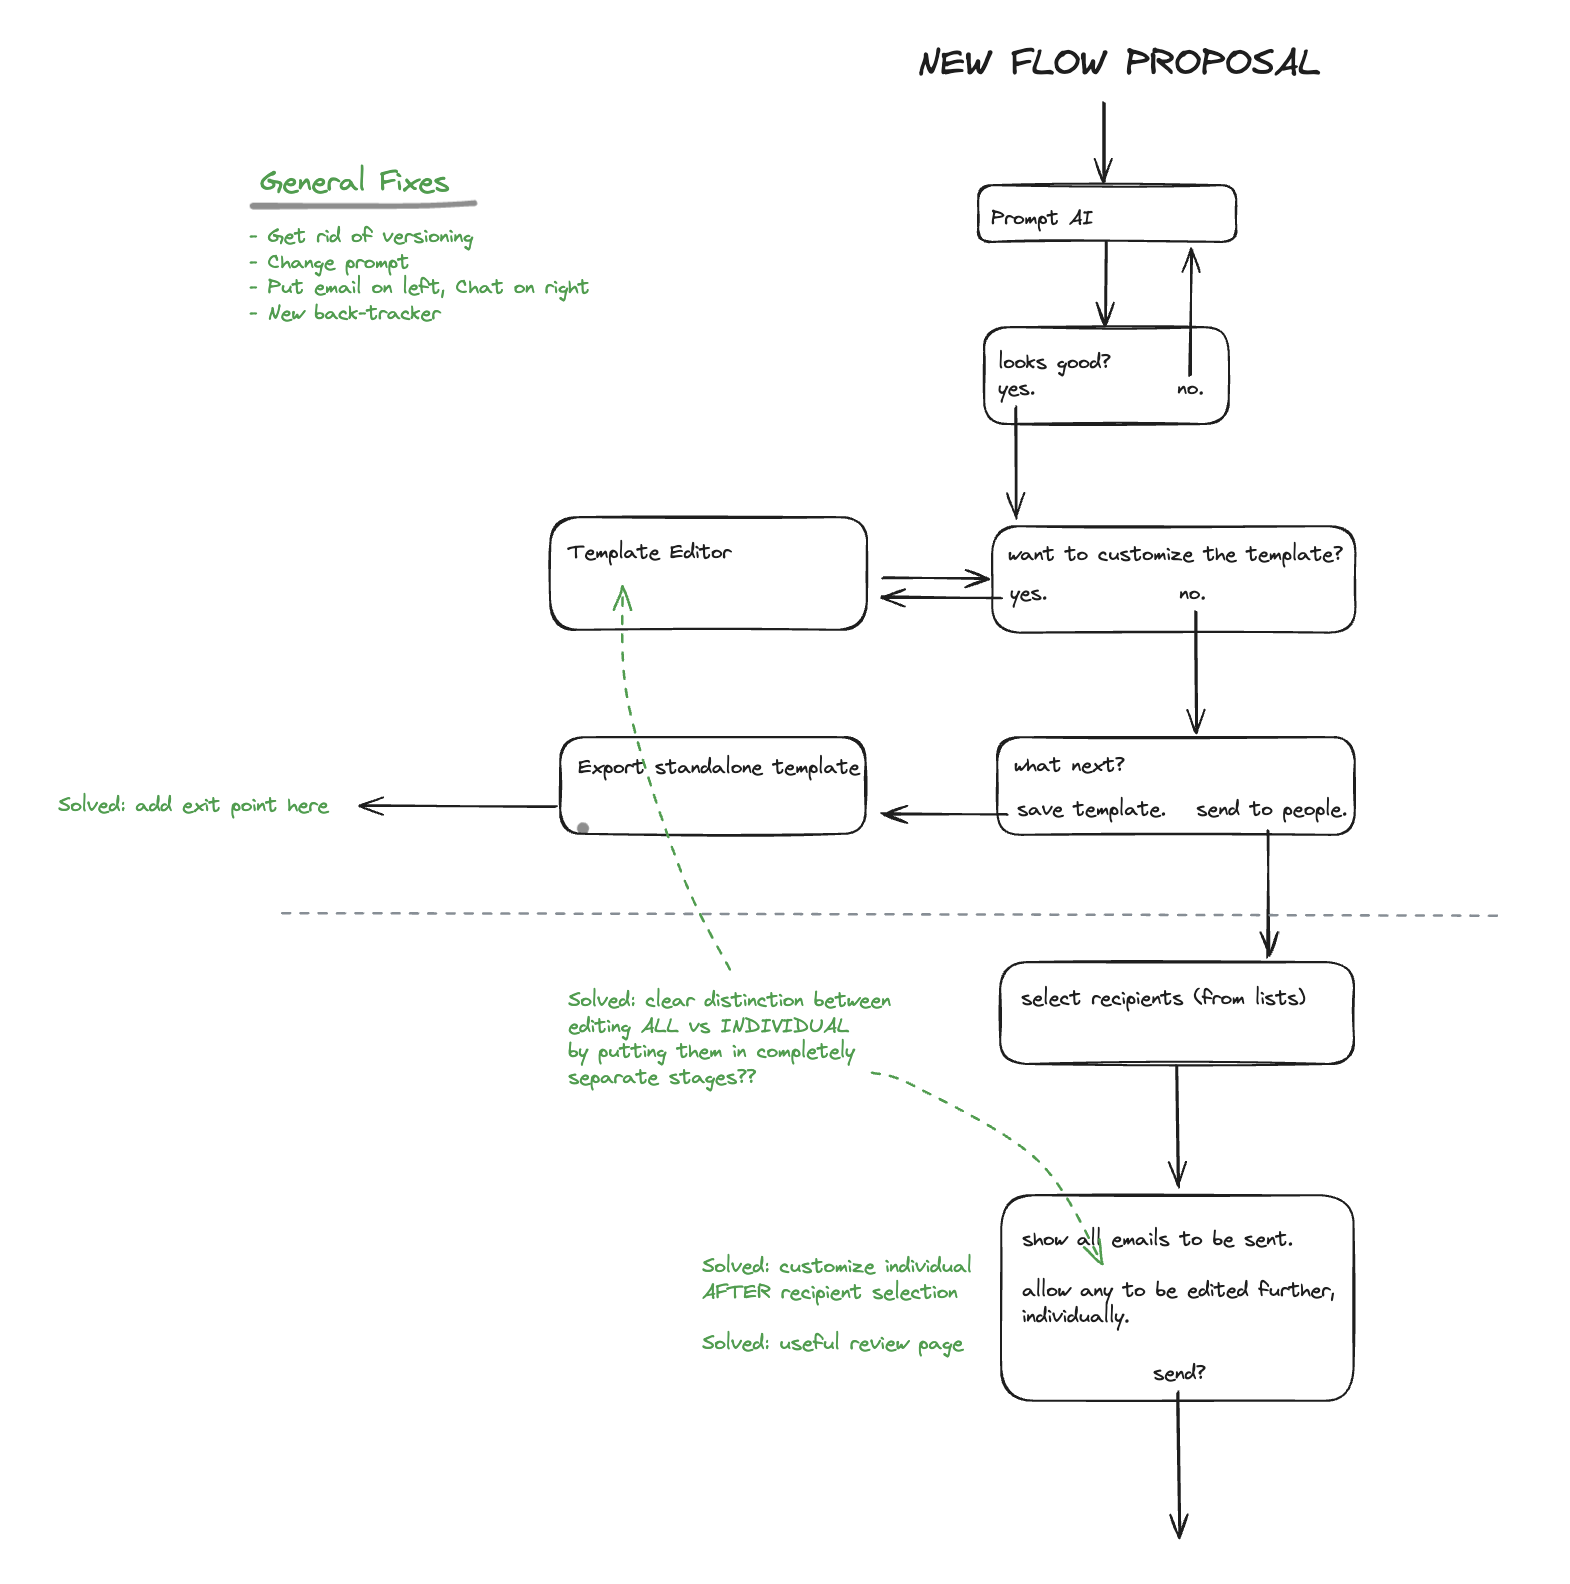 NEW FLOW PROPOSAL
General Fixes
- Get rid of versioning
- Change prompt
- Put email on left, Chat on right
- New back-tracker
Prompt AI
looks good?
yes. no.
Template Editor
want to customize the template?
yes. no.
Export standalone template
what next?
save template. send to people.
Solved: add exit point here
select recipients (from lists)
Solved: clear distinction between
editing ALL vs INDIVIDUAL
by putting them in completely
separate stages??
show all emails to be sent.
allow any to be edited further,
individually.
send?
Solved: customize individual
AFTER recipient selection
Solved: useful review page